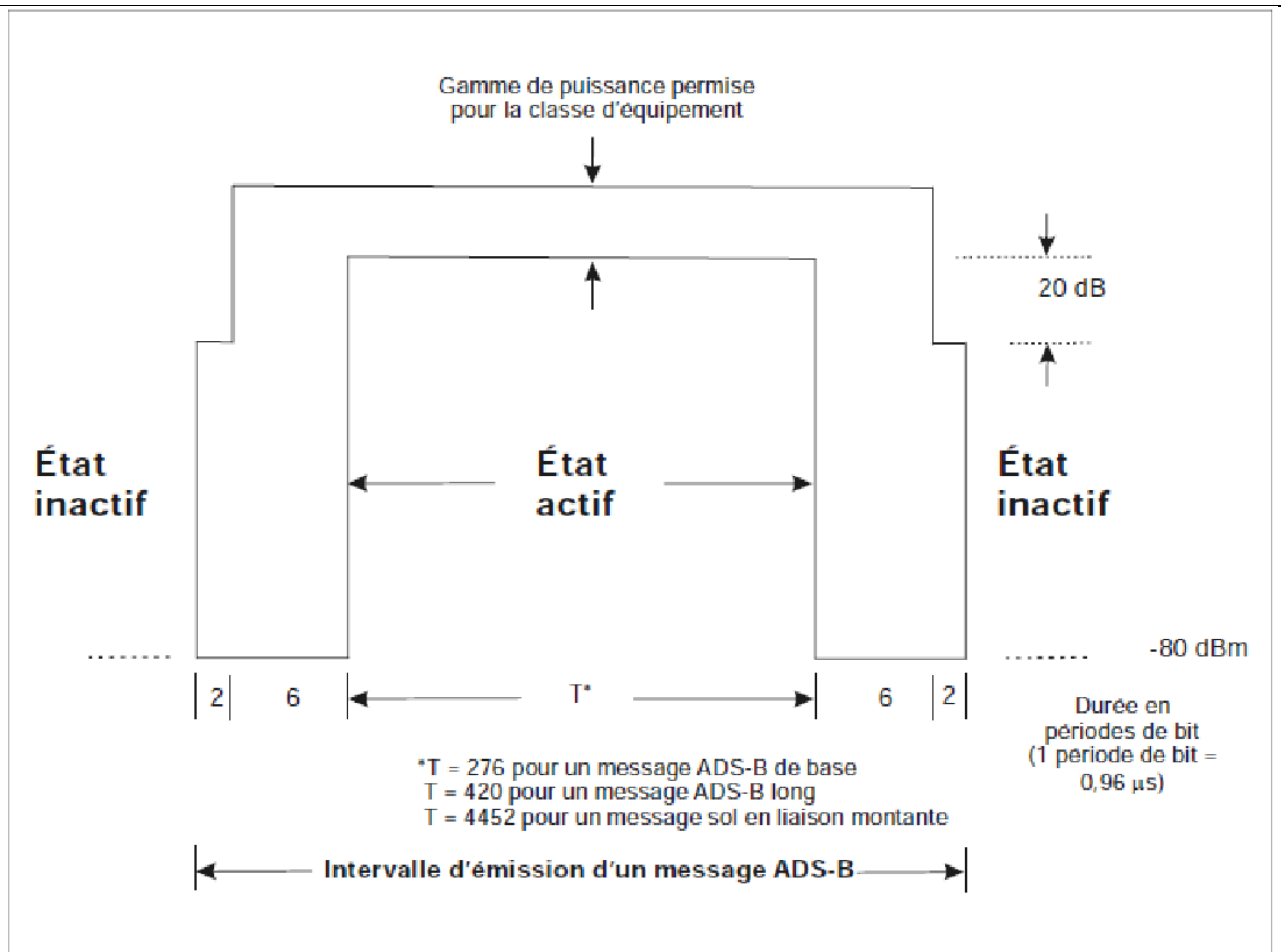 Gamme de puissance permise
pour la classe d'équipement
20 dB
État
inactif
État
actif
État
inactif
-80 dBm
2
6
T*
6
2
Durée en
périodes de bit
(1 période de bit =
0,96 µs)
*T = 276 pour un message ADS-B de base
T = 420 pour un message ADS-B long
T = 4452 pour un message sol en liaison montante
Intervalle d'émission d'un message ADS-B